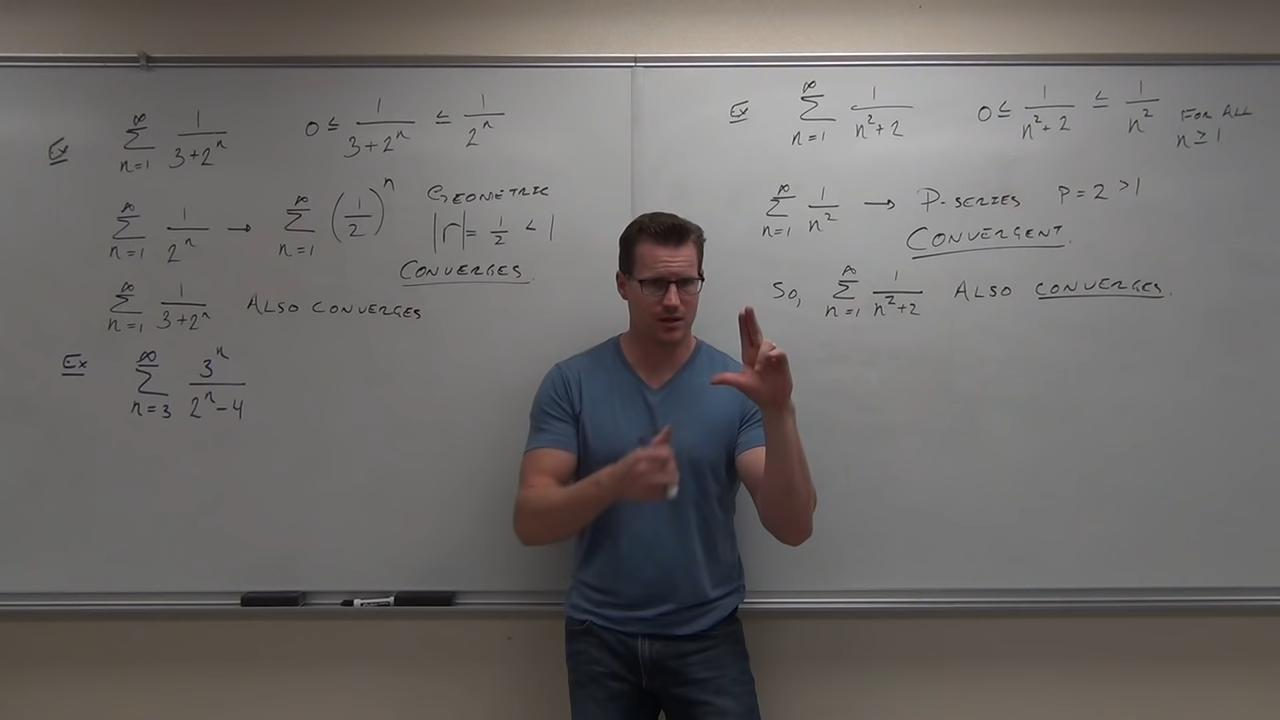 Ex ∞ ∑ n=1 1/(3+2^n) 0 ≤ 1/(3+2^n) ≤ 1/2^n
∞ ∑ n=1 1/2^n → ∞ ∑ n=1 (1/2)^n GEOMETRIC
|r| = 1/2 < 1
CONVERGES.
∞ ∑ n=1 1/(3+2^n) ALSO CONVERGES
Ex ∞ ∑ n=3 3^n/(2^n-4)
Ex ∞ ∑ n=1 1/(n^2+2) 0 ≤ 1/(n^2+2) ≤ 1/n^2 FOR ALL
n ≥ 1
∞ ∑ n=1 1/n^2 → P-SERIES P=2 >1
CONVERGENT.
So, ∞ ∑ n=1 1/(n^2+2) ALSO CONVERGES.